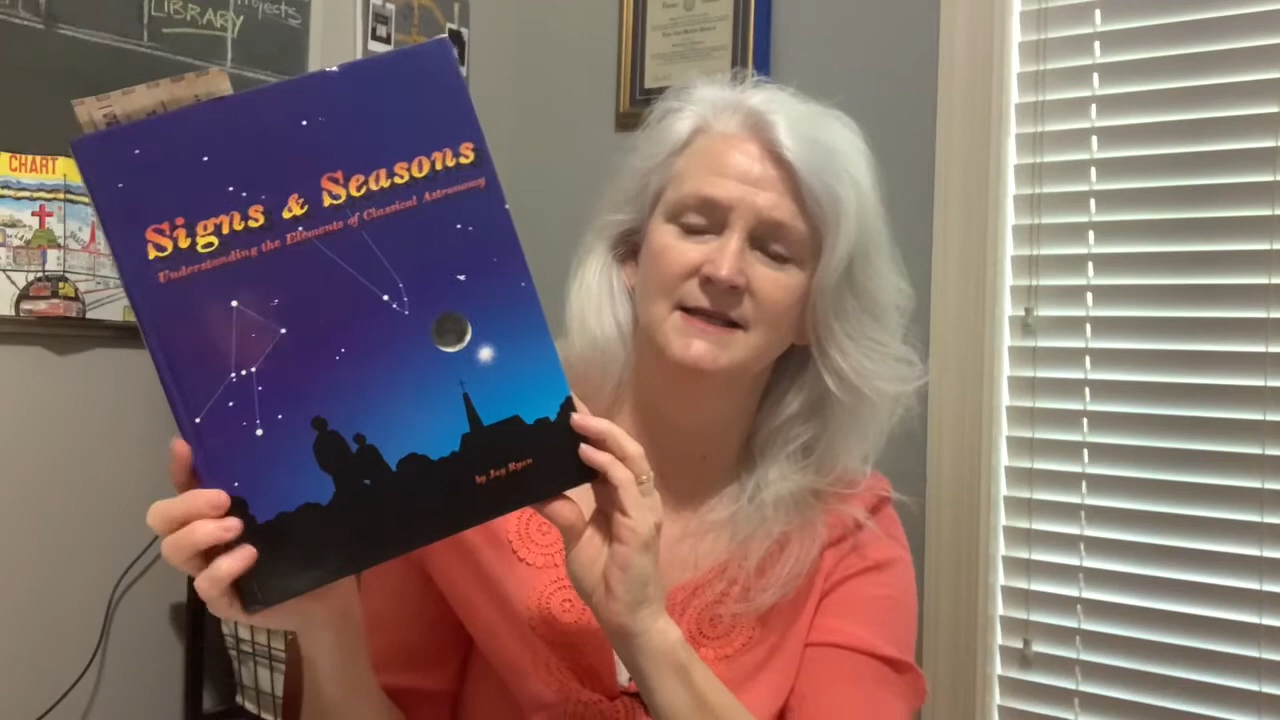 Projects
LIBRARY
CHART
Signs & Seasons
Understanding the Elements of Classical Astronomy
by Jay Ryan